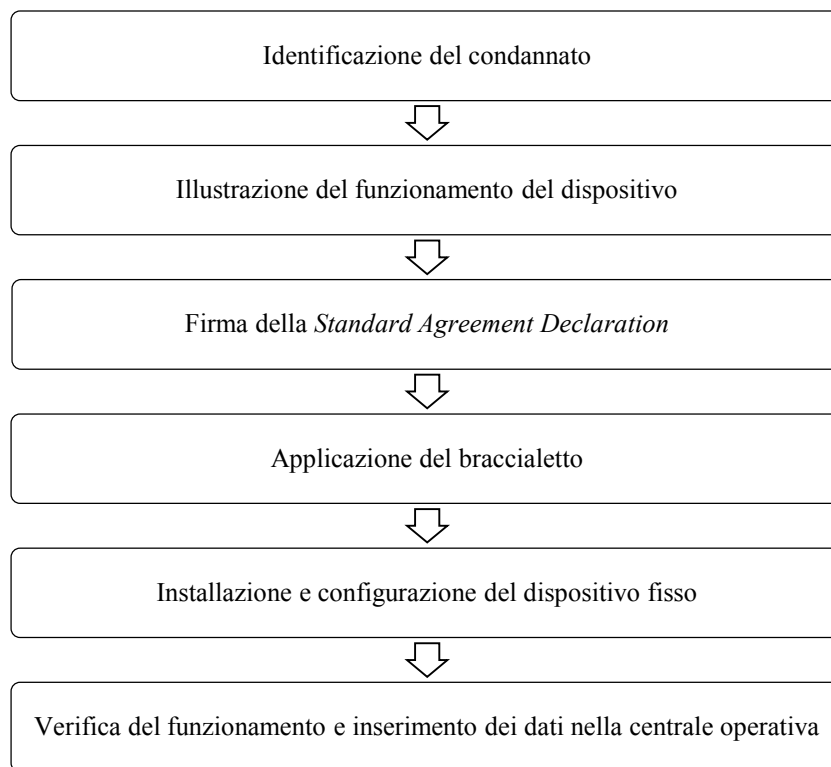 Identificazione del condannato
Illustrazione del funzionamento del dispositivo
Firma della Standard Agreement Declaration
Applicazione del braccialetto
Installazione e configurazione del dispositivo fisso
Verifica del funzionamento e inserimento dei dati nella centrale operativa